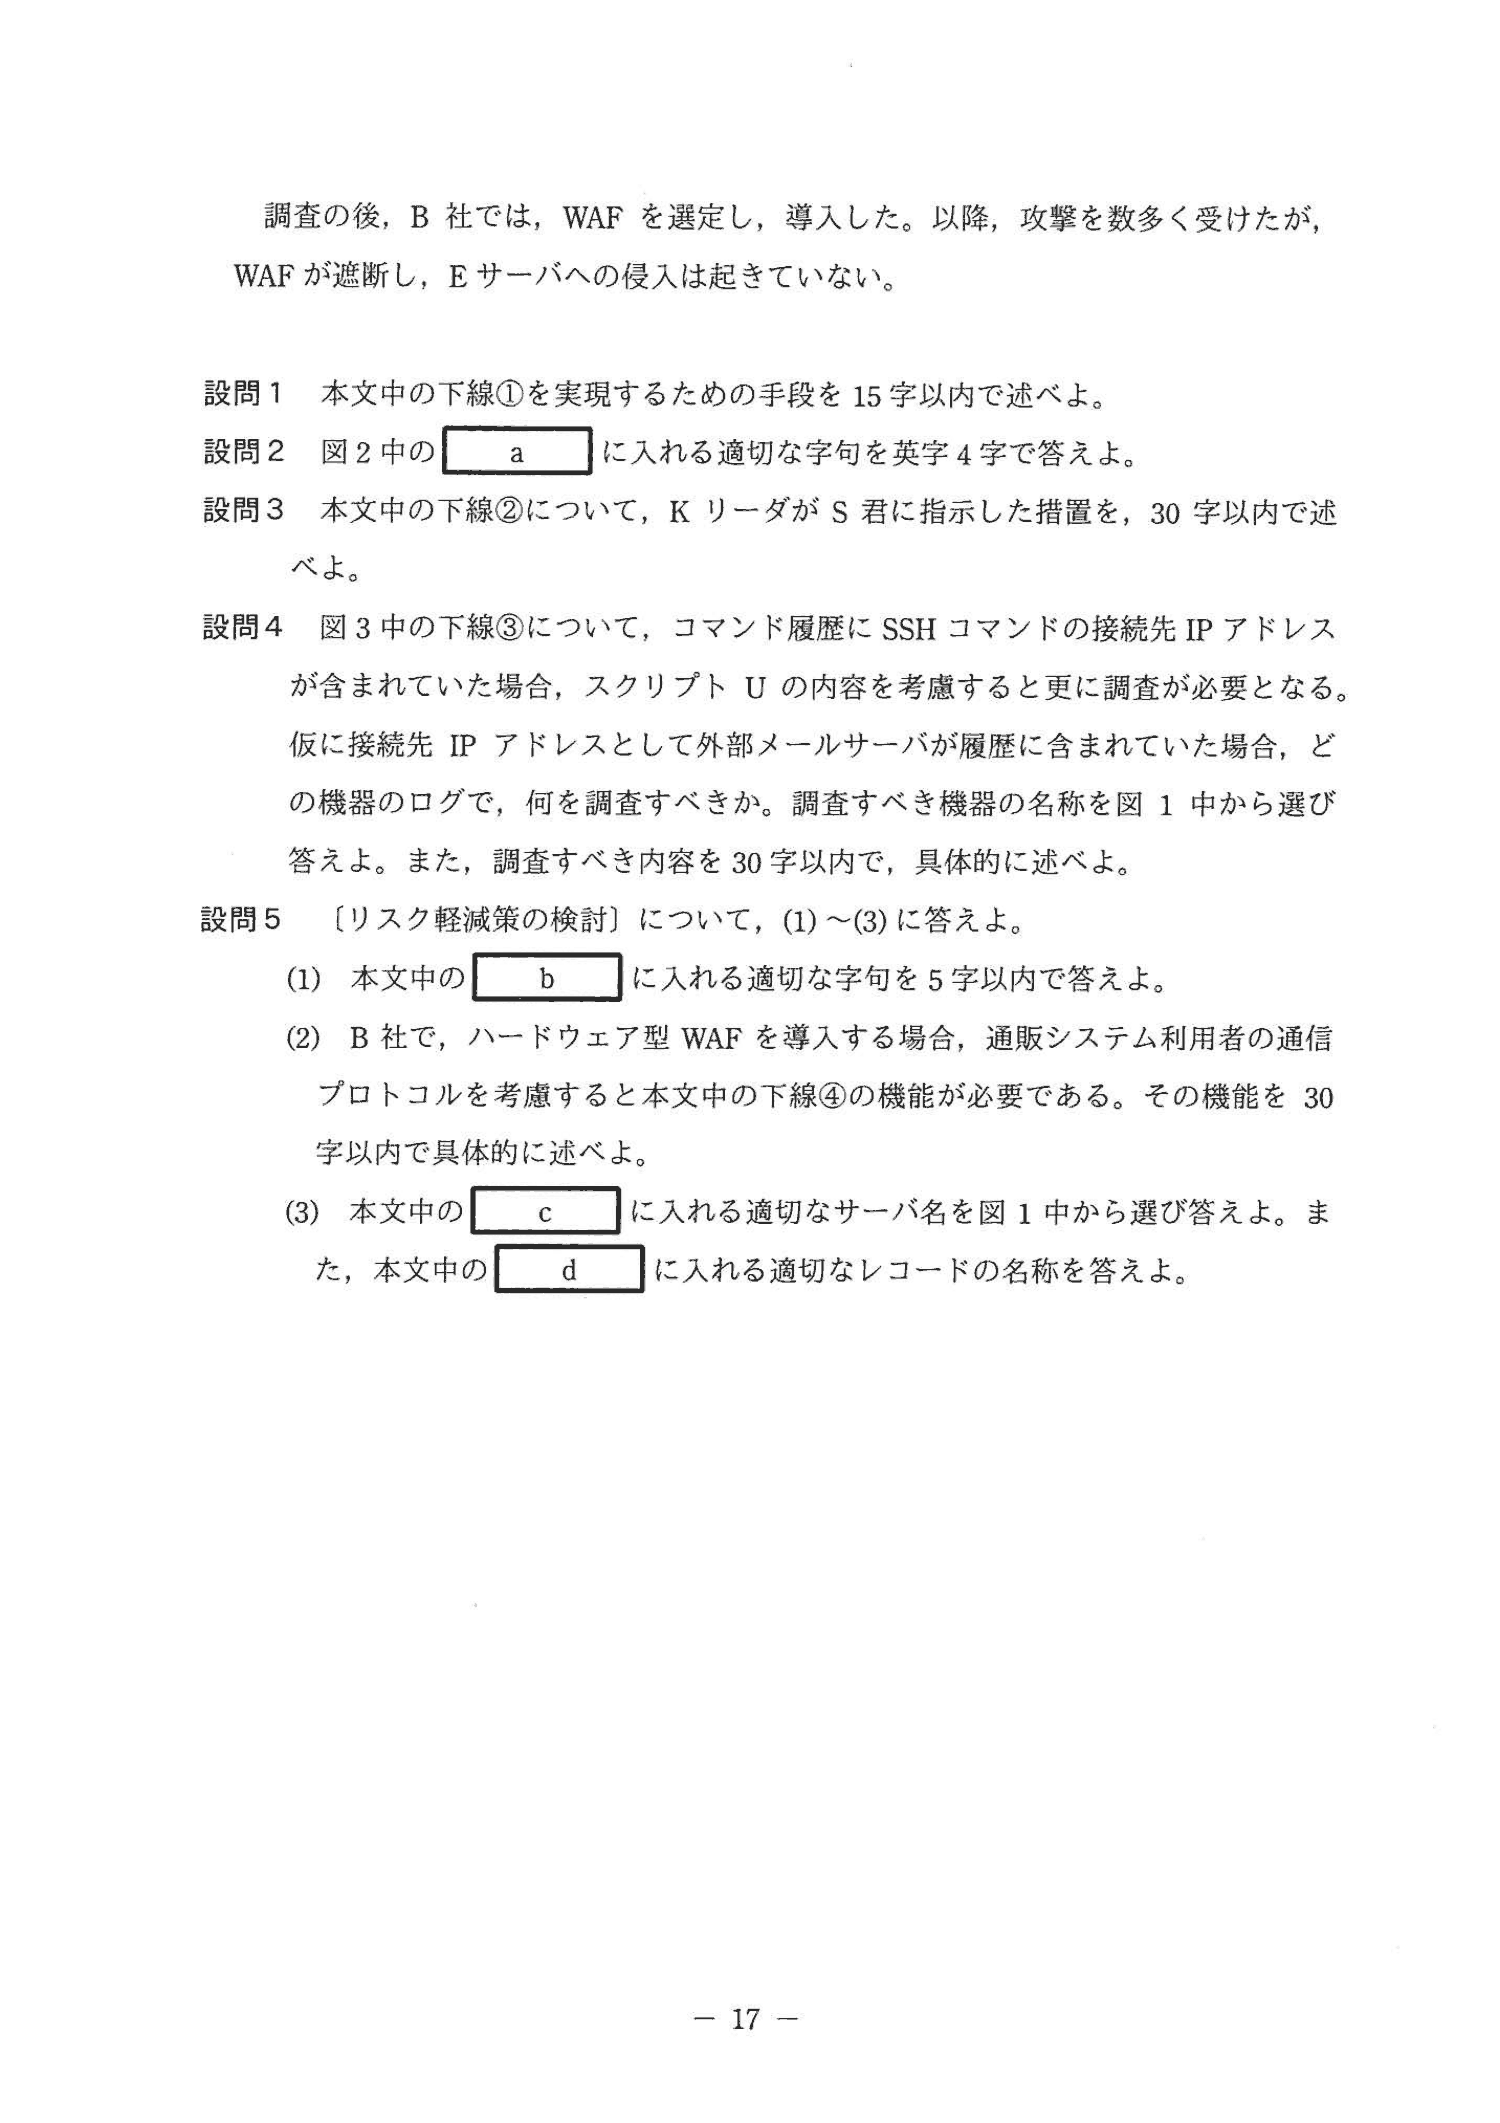 調査の後，B 社では，WAF を選定し，導入した。以降，攻撃を数多く受けたが，
WAF が遮断し，E サーバへの侵入は起きていない。
設問1　本文中の下線①を実現するための手段を 15 字以内で述べよ。
設問2　図 2 中の a に入れる適切な字句を英字 4 字で答えよ。
設問3　本文中の下線②について，K リーダが S 君に指示した措置を，30 字以内で述
べよ。
設問4　図 3 中の下線③について，コマンド履歴に SSH コマンドの接続先 IP アドレス
が含まれていた場合，スクリプト U の内容を考慮すると更に調査が必要となる。
仮に接続先 IP アドレスとして外部メールサーバが履歴に含まれていた場合，ど
の機器のログで，何を調査すべきか。調査すべき機器の名称を図 1 中から選び
答えよ。また，調査すべき内容を 30 字以内で，具体的に述べよ。
設問5　〔リスク軽減策の検討〕について，(1)～(3) に答えよ。
(1)　本文中の b に入れる適切な字句を 5 字以内で答えよ。
(2)　B 社で，ハードウェア型 WAF を導入する場合，通販システム利用者の通信
プロトコルを考慮すると本文中の下線④の機能が必要である。その機能を 30
字以内で具体的に述べよ。
(3)　本文中の c に入れる適切なサーバ名を図 1 中から選び答えよ。ま
た，本文中の d に入れる適切なレコードの名称を答えよ。
－ 17 －